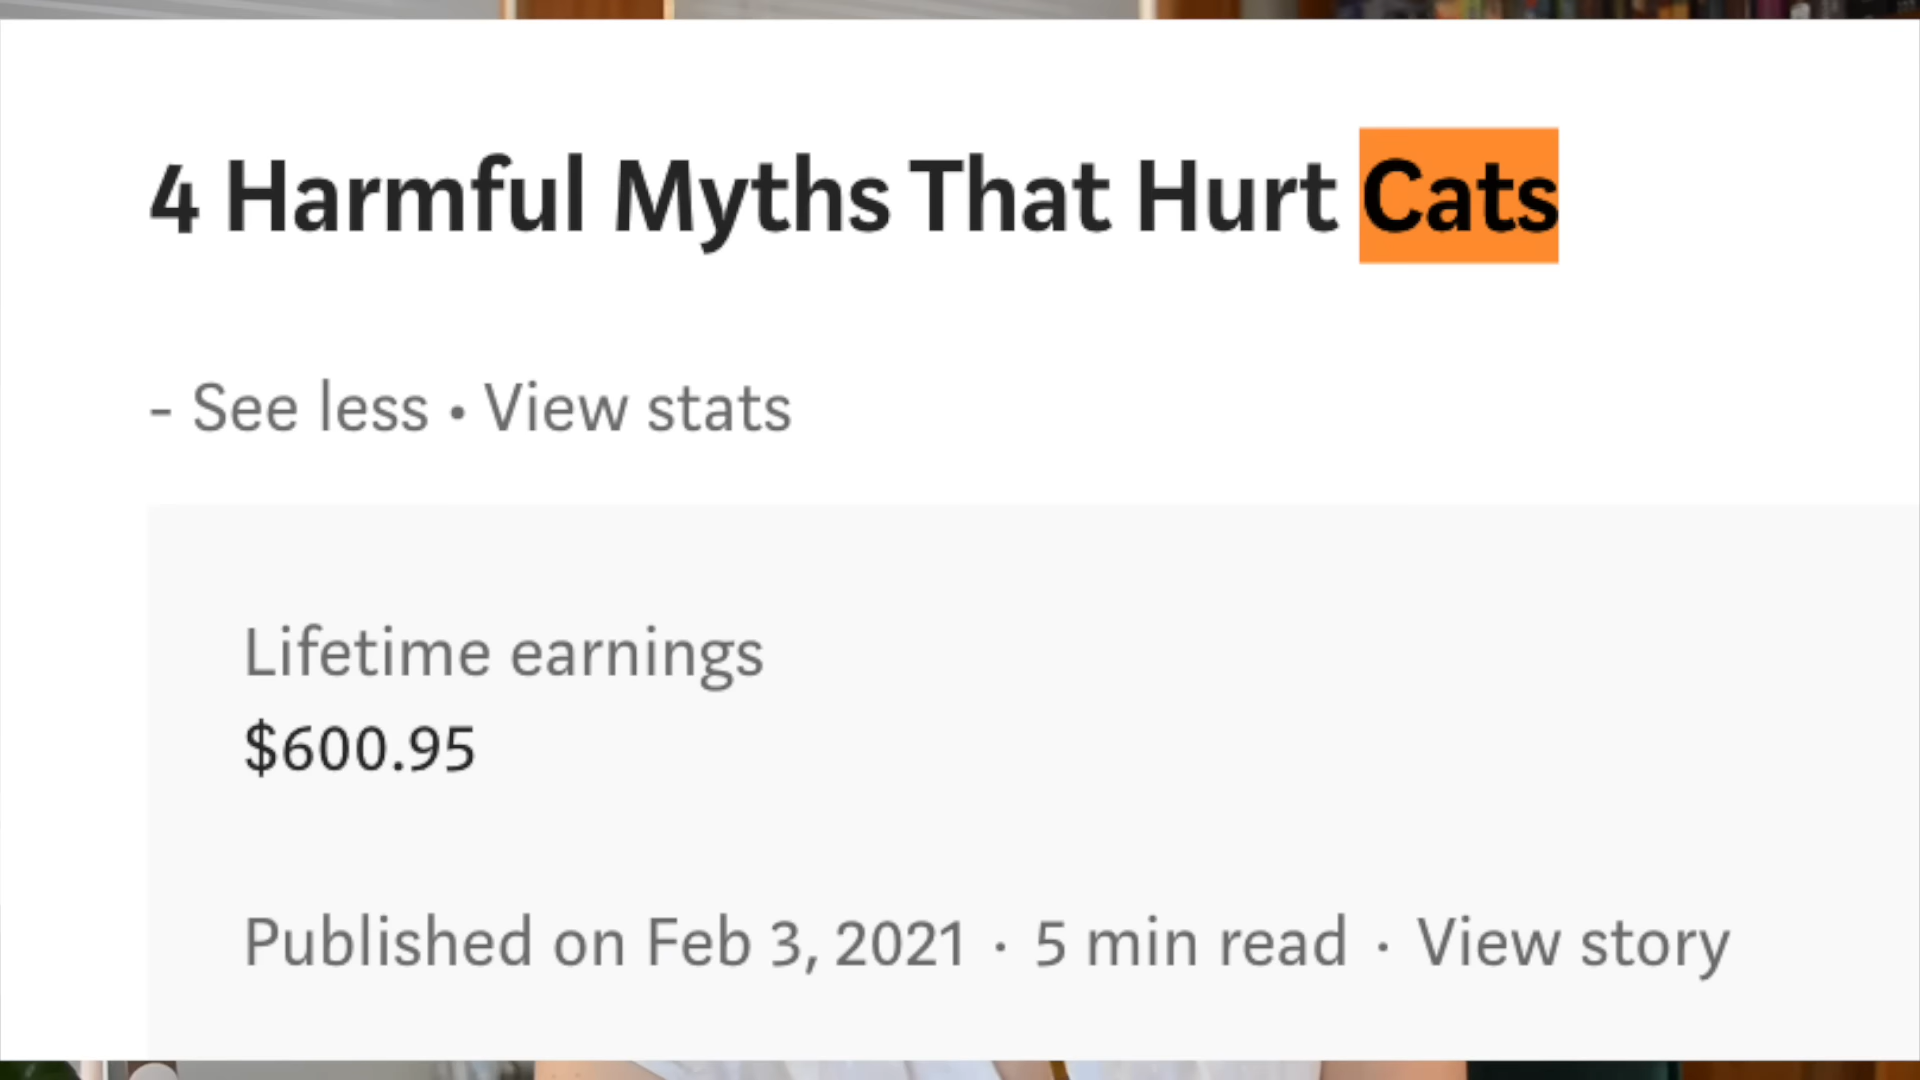 4 Harmful Myths That Hurt Cats
- See less • View stats
Lifetime earnings
$600.95
Published on Feb 3, 2021 · 5 min read · View story